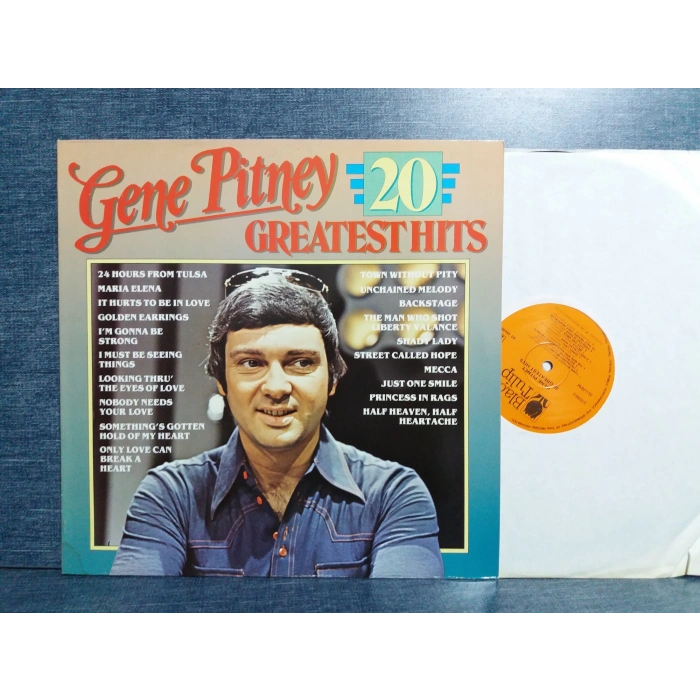 Gene Pitney
20
GREATEST HITS
24 HOURS FROM TULSA
MARIA ELENA
IT HURTS TO BE IN LOVE
GOLDEN EARRINGS
I'M GONNA BE
STRONG
I MUST BE SEEING
THINGS
LOOKING THRU'
THE EYES OF LOVE
NOBODY NEEDS
YOUR LOVE
SOMETHING'S GOTTEN
HOLD OF MY HEART
ONLY LOVE CAN
BREAK A
HEART
TOWN WITHOUT PITY
UNCHAINED MELODY
BACKSTAGE
THE MAN WHO SHOT
LIBERTY VALANCE
SHADY LADY
STREET CALLED HOPE
MECCA
JUST ONE SMILE
PRINCESS IN RAGS
HALF HEAVEN, HALF
HEARTACHE
Tulip